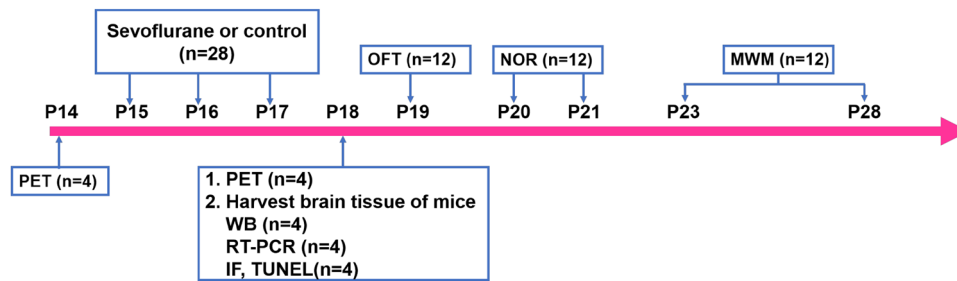 Sevoflurane or control
(n=28)
OFT (n=12)
NOR (n=12)
MWM (n=12)
P14
P15
P16
P17
P18
P19
P20
P21
P23
P28
PET (n=4)
1. PET (n=4)
2. Harvest brain tissue of mice
WB (n=4)
RT-PCR (n=4)
IF, TUNEL(n=4)